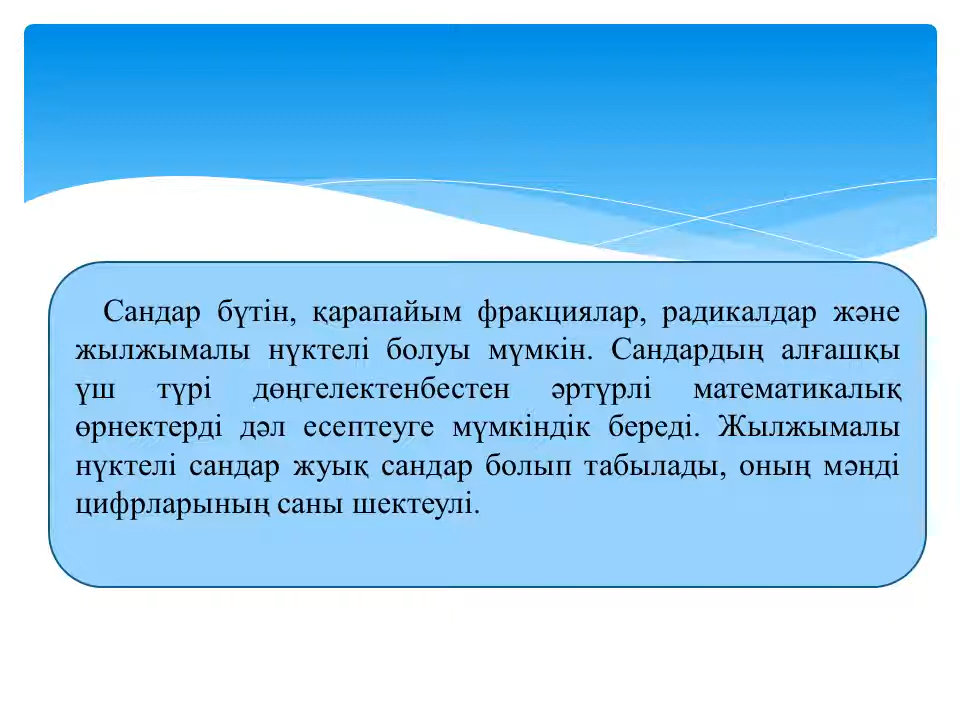 Сандар бүтін, қарапайым фракциялар, радикалдар және
жылжымалы нүктелі болуы мүмкін. Сандардың алғашқы
үш түрі дөңгелектенбестен әртүрлі математикалық
өрнектерді дәл есептеуге мүмкіндік береді. Жылжымалы
нүктелі сандар жуық сандар болып табылады, оның мәнді
цифрларының саны шектеулі.